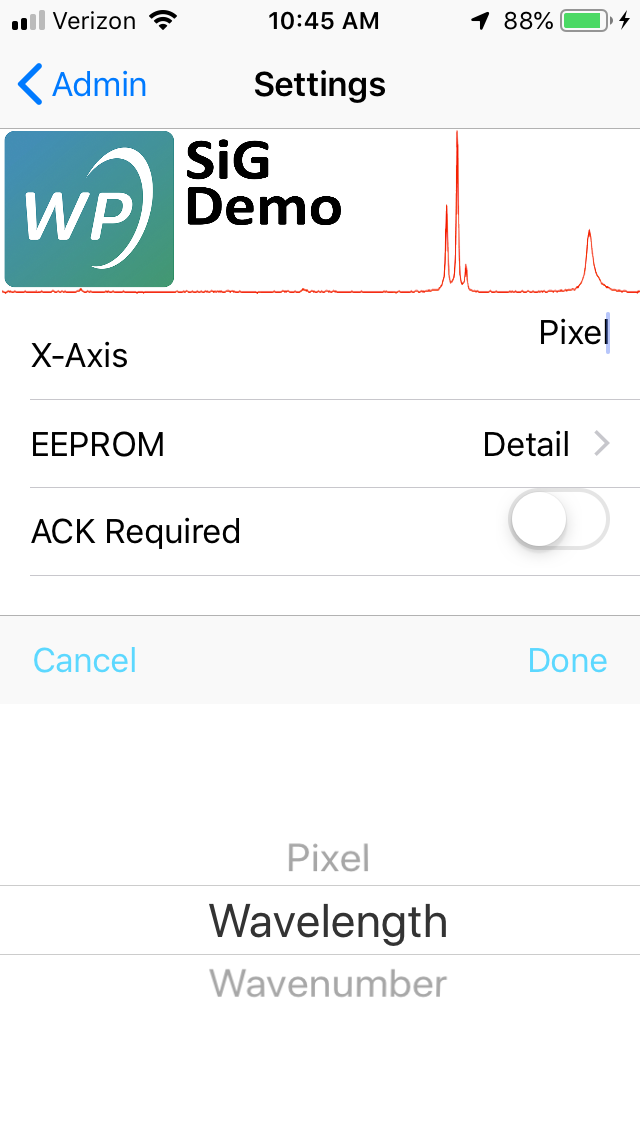 Verizon 10:45 AM 88%
Admin Settings
WP SiG
Demo
Pixel
X-Axis
EEPROM Detail
ACK Required
Cancel Done
Pixel
Wavelength
Wavenumber